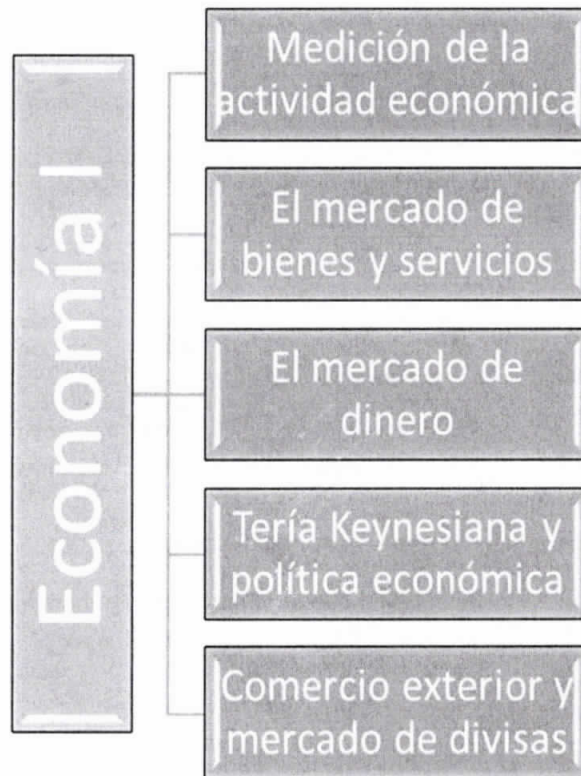 Economía I
Medición de la
actividad económica
El mercado de
bienes y servicios
El mercado de
dinero
Tería Keynesiana y
política económica
Comercio exterior y
mercado de divisas